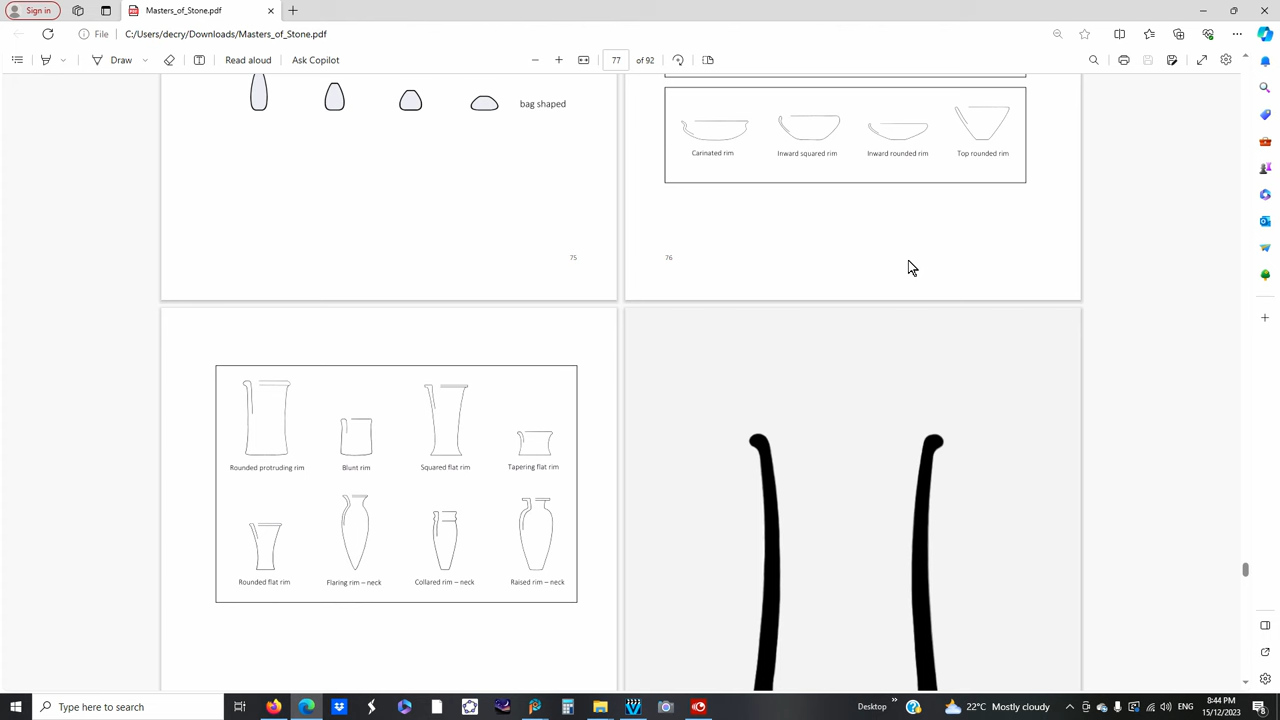 Sign in
Masters_of_Stone.pdf
File
C:/Users/decry/Downloads/Masters_of_Stone.pdf
Draw
Read aloud
Ask Copilot
77
of 92
bag shaped
75
Carinated rim
Inward squared rim
Inward rounded rim
Top rounded rim
76
Rounded protruding rim
Blunt rim
Squared flat rim
Tapering flat rim
Rounded flat rim
Flaring rim – neck
Collared rim – neck
Raised rim – neck
Type here to search
Desktop
22°C Mostly cloudy
8:44 PM
15/12/2023